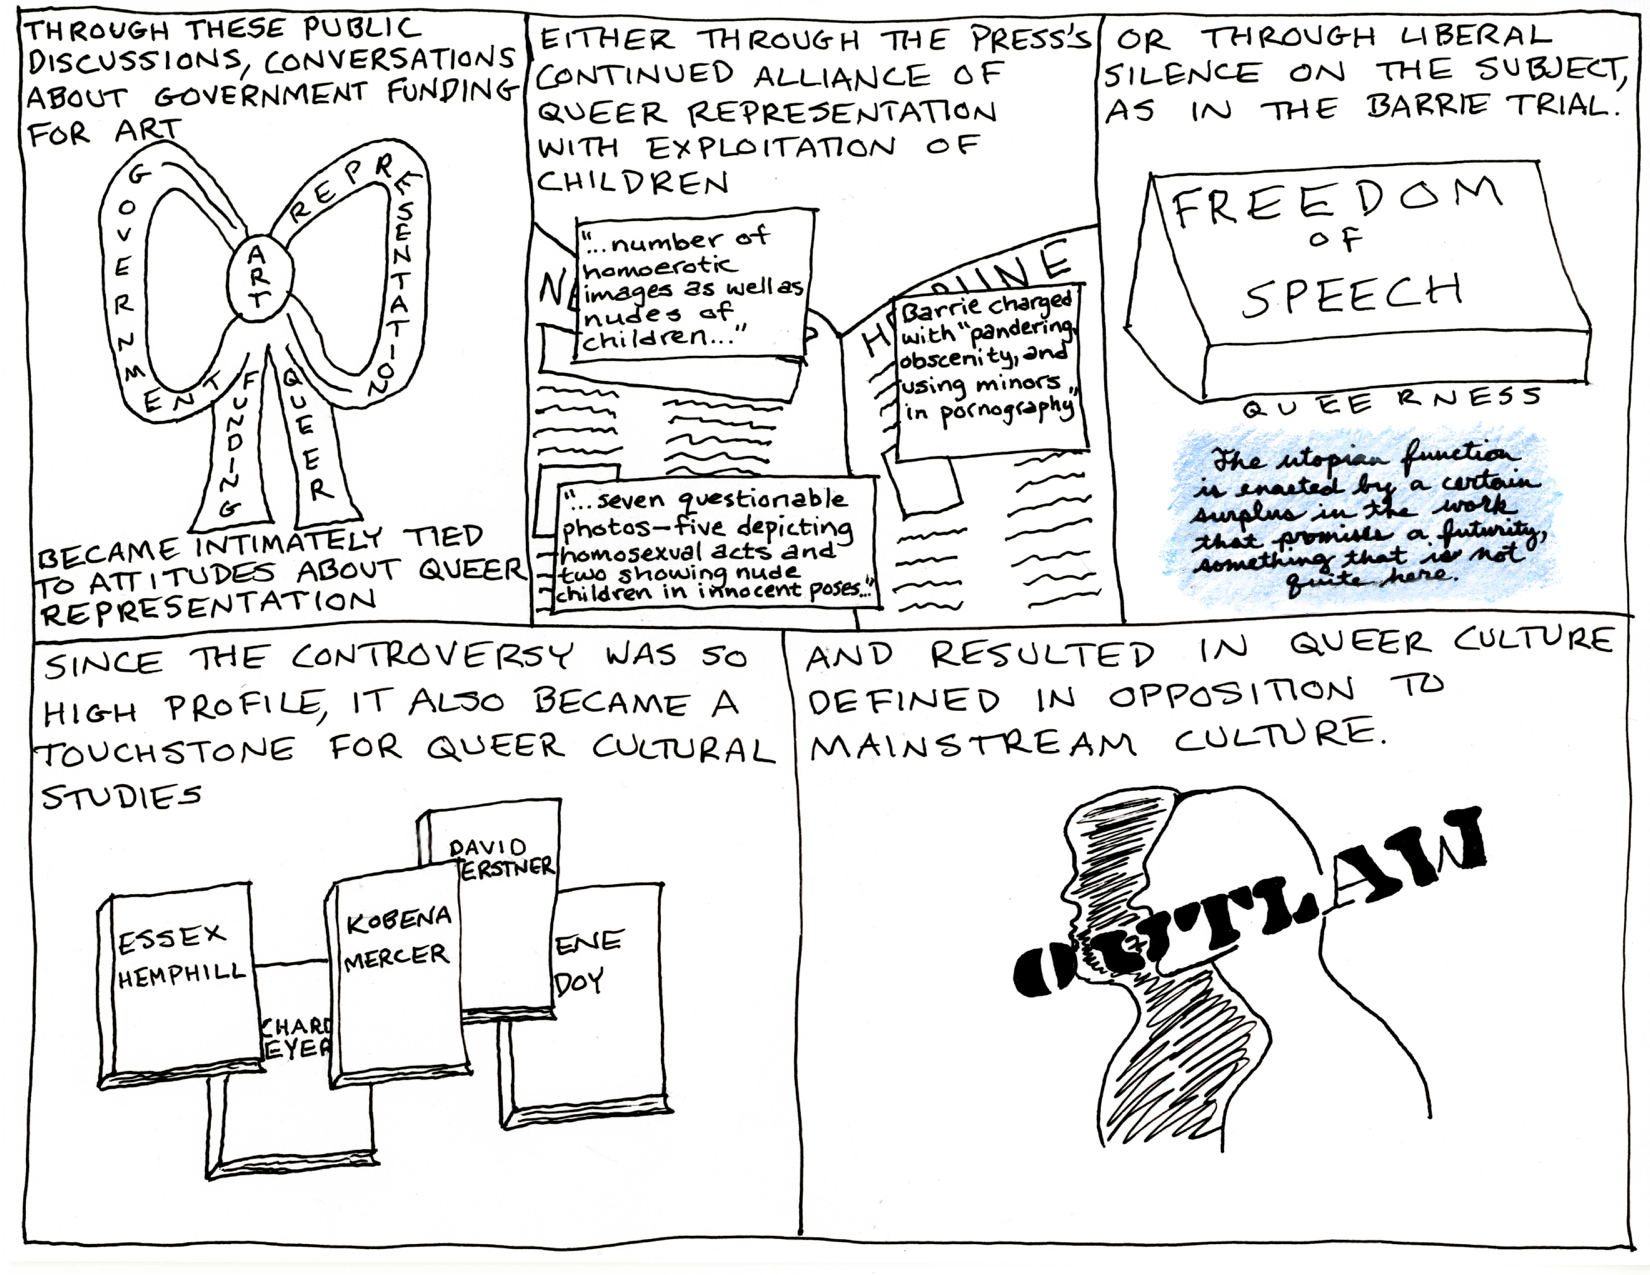 THROUGH THESE PUBLIC
DISCUSSIONS, CONVERSATIONS
ABOUT GOVERNMENT FUNDING
FOR ART
GOVERNMENT
REPRESENTATION
ART
FUNDING
QUEER
BECAME INTIMATELY TIED
TO ATTITUDES ABOUT QUEER
REPRESENTATION
EITHER THROUGH THE PRESS'S
CONTINUED ALLIANCE OF
QUEER REPRESENTATION
WITH EXPLOITATION OF
CHILDREN
"...number of
homoerotic
images as well as
nudes of
children..."
Barrie charged
with "pandering,
obscenity, and
using minors
in pornography"
"...seven questionable
photos—five depicting
homosexual acts and
two showing nude
children in innocent poses..."
OR THROUGH LIBERAL
SILENCE ON THE SUBJECT,
AS IN THE BARRIE TRIAL.
FREEDOM
OF
SPEECH
QUEERNESS
The utopian function
is enacted by a certain
surplus in the work
that promises a futurity,
something that is not
quite here.
SINCE THE CONTROVERSY WAS SO
HIGH PROFILE, IT ALSO BECAME A
TOUCHSTONE FOR QUEER CULTURAL
STUDIES
ESSEX
HEMPHILL
CHARD
EYER
KOBENA
MERCER
DAVID
ERSTNER
ENE
DOY
AND RESULTED IN QUEER CULTURE
DEFINED IN OPPOSITION TO
MAINSTREAM CULTURE.
OUTLAW